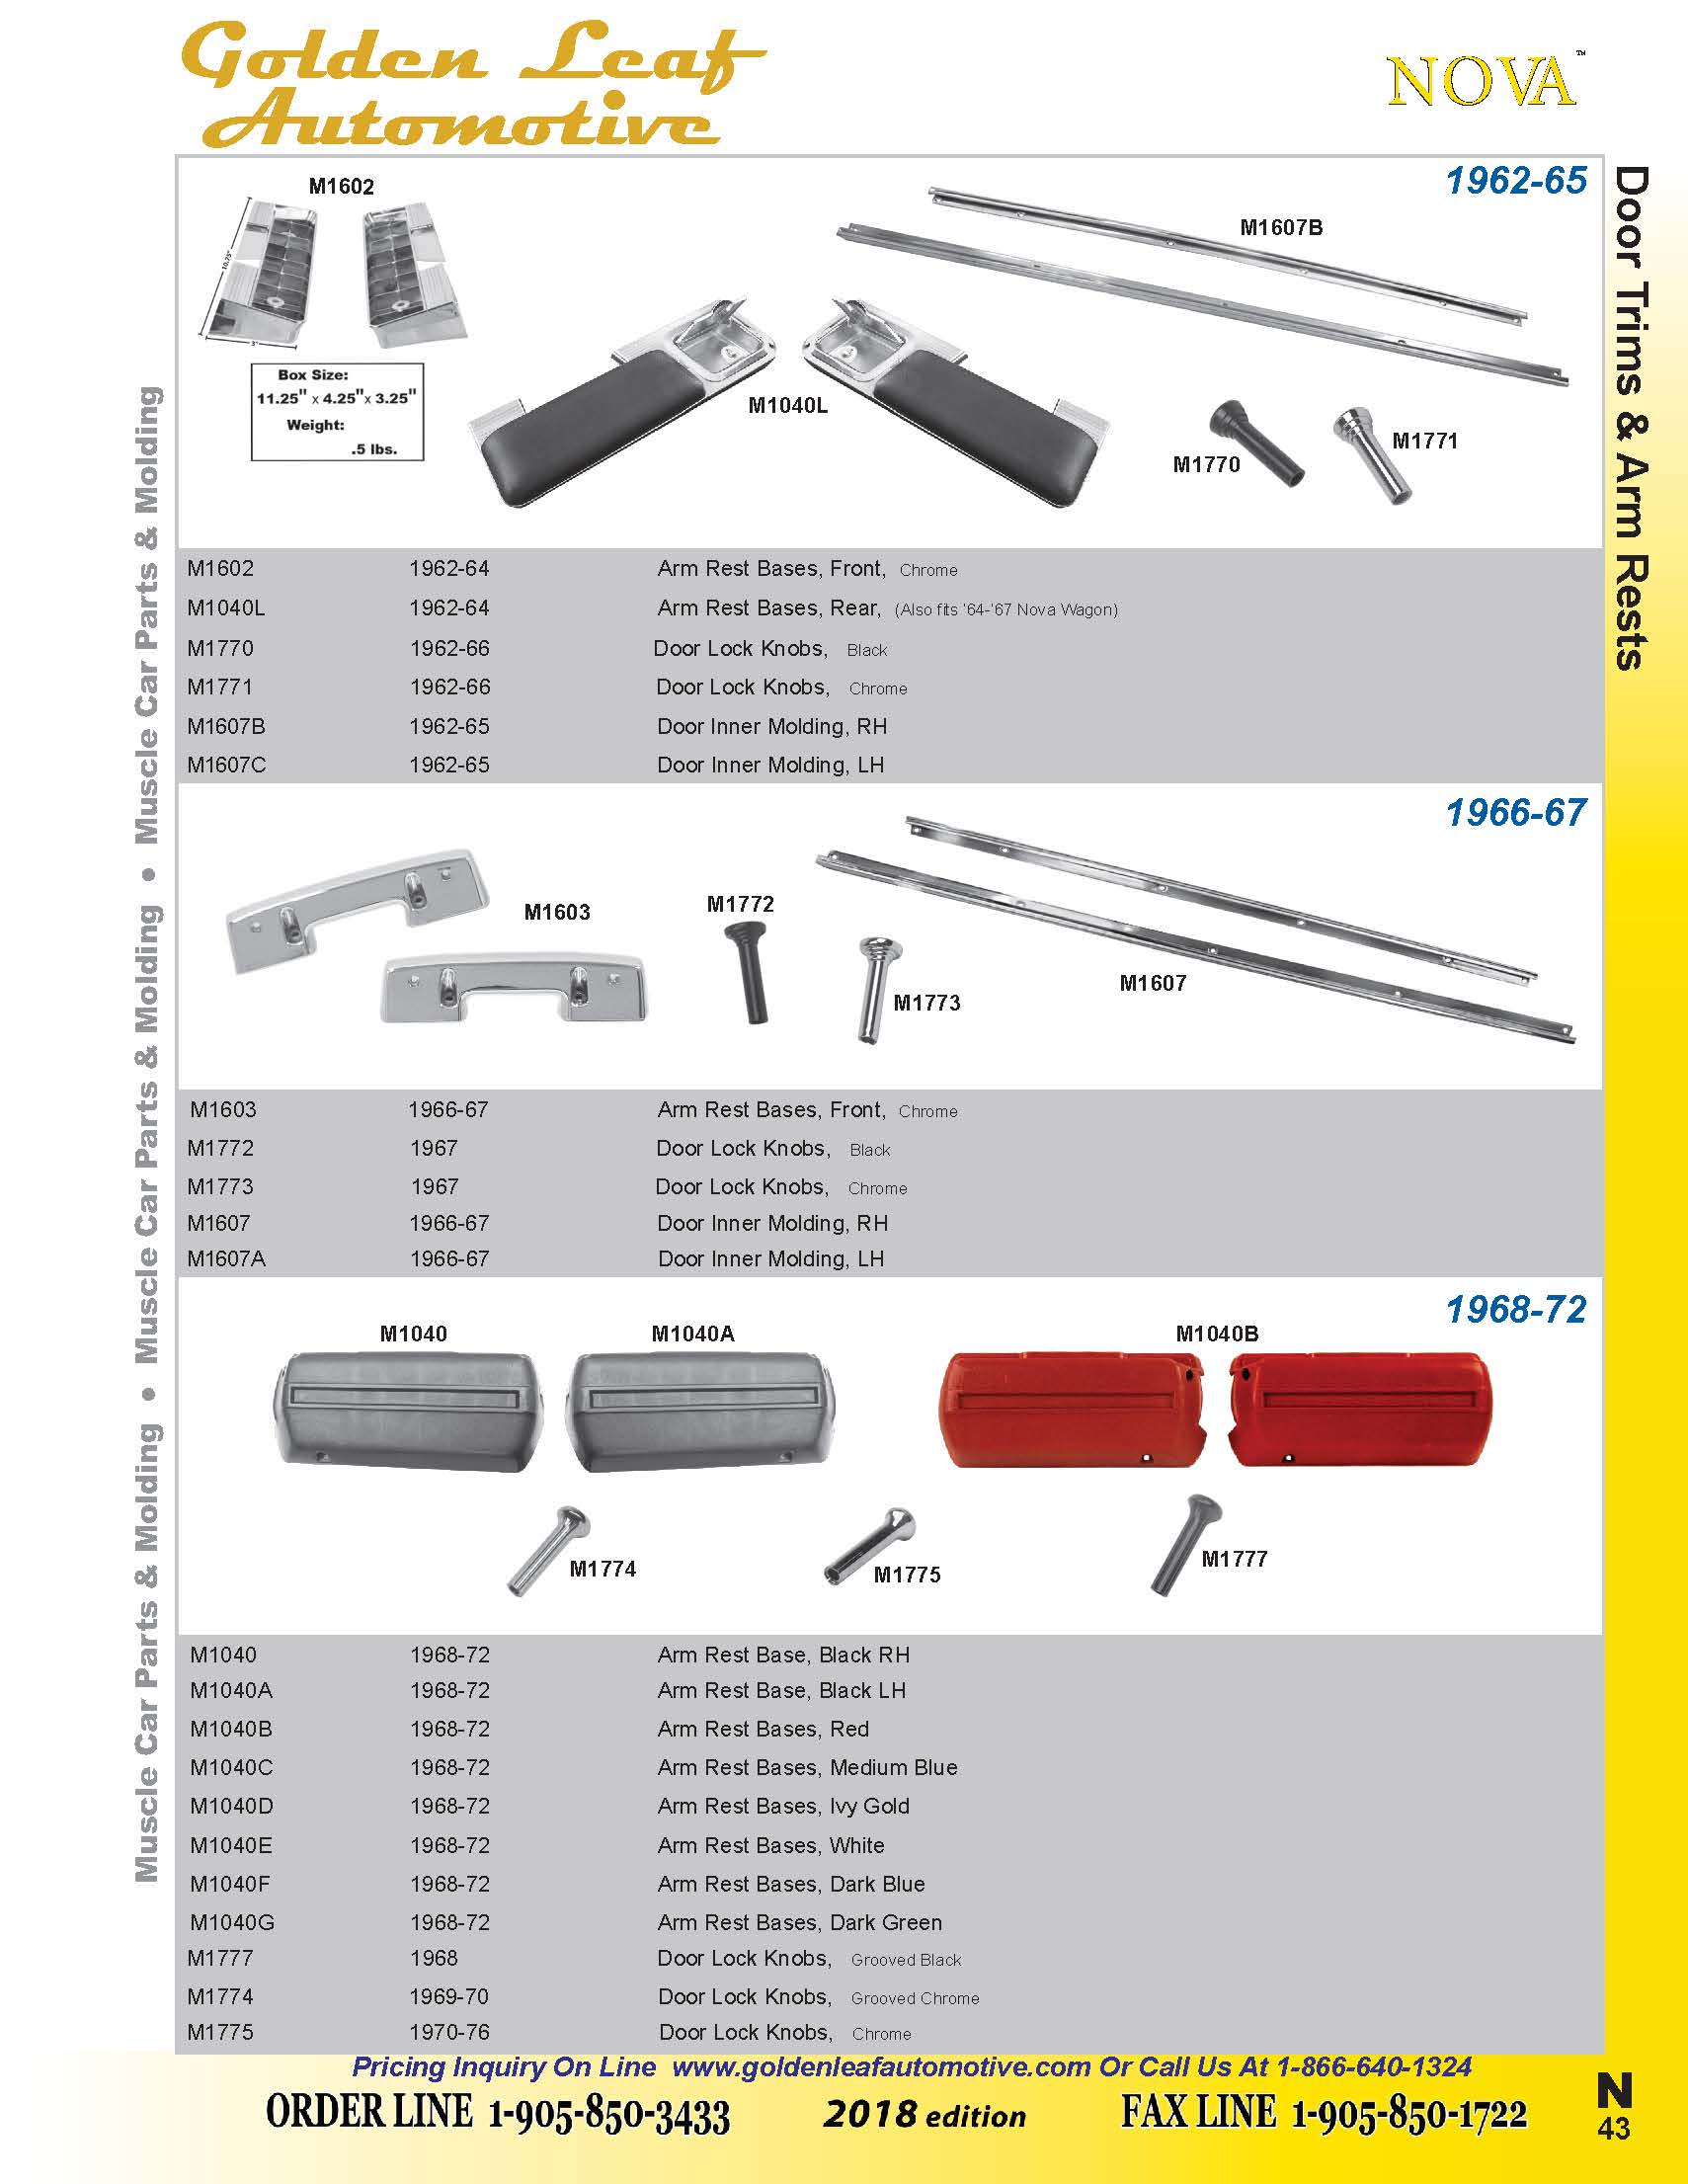 Golden Leaf
Automotive
NOVA™
Door Trims & Arm Rests
Muscle Car Parts & Molding • Muscle Car Parts & Molding • Muscle Car Parts & Molding
1962-65
M1602
10.75"
3"
Box Size:
11.25" x 4.25" x 3.25"
Weight:
.5 lbs.
M1040L
M1607B
M1770
M1771
M1602 1962-64 Arm Rest Bases, Front, Chrome
M1040L 1962-64 Arm Rest Bases, Rear, (Also fits '64-'67 Nova Wagon)
M1770 1962-66 Door Lock Knobs, Black
M1771 1962-66 Door Lock Knobs, Chrome
M1607B 1962-65 Door Inner Molding, RH
M1607C 1962-65 Door Inner Molding, LH
1966-67
M1603
M1772
M1773
M1607
M1603 1966-67 Arm Rest Bases, Front, Chrome
M1772 1967 Door Lock Knobs, Black
M1773 1967 Door Lock Knobs, Chrome
M1607 1966-67 Door Inner Molding, RH
M1607A 1966-67 Door Inner Molding, LH
1968-72
M1040
M1040A
M1040B
M1774
M1775
M1777
M1040 1968-72 Arm Rest Base, Black RH
M1040A 1968-72 Arm Rest Base, Black LH
M1040B 1968-72 Arm Rest Bases, Red
M1040C 1968-72 Arm Rest Bases, Medium Blue
M1040D 1968-72 Arm Rest Bases, Ivy Gold
M1040E 1968-72 Arm Rest Bases, White
M1040F 1968-72 Arm Rest Bases, Dark Blue
M1040G 1968-72 Arm Rest Bases, Dark Green
M1777 1968 Door Lock Knobs, Grooved Black
M1774 1969-70 Door Lock Knobs, Grooved Chrome
M1775 1970-76 Door Lock Knobs, Chrome
Pricing Inquiry On Line www.goldenleafautomotive.com Or Call Us At 1-866-640-1324
ORDER LINE 1-905-850-3433 2018 edition FAX LINE 1-905-850-1722
N
43